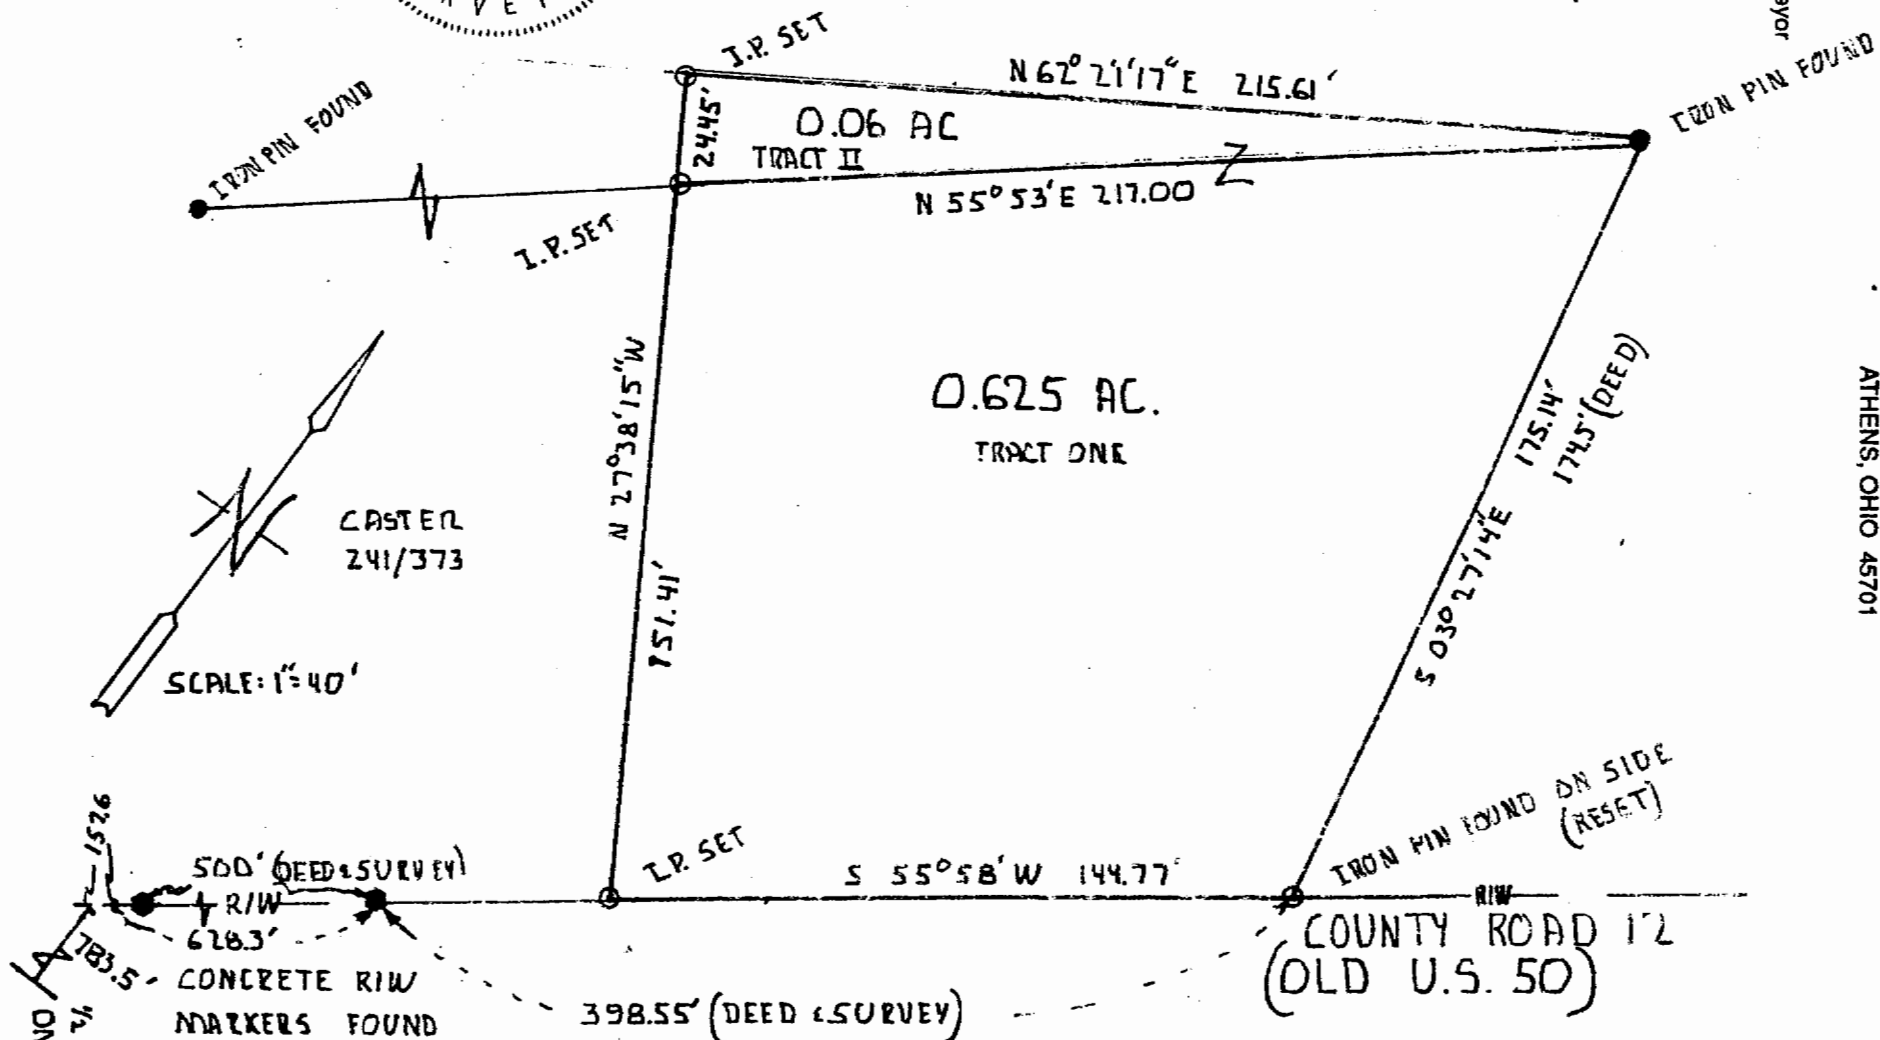 V E
I.P. SET
N 62° 21' 17" E 215.61'
IRON PIN FOUND
IRON PIN FOUND
24.45'
0.06 AC
TRACT II
N 55° 53' E 217.00
I.P. SET
N 27° 38' 15" W
151.41'
0.625 AC.
TRACT ONE
175.14'
174.5' (DEED)
S 03° 27' 14" E
CASTER
241/373
SCALE: 1" = 40'
ATHENS, OHIO 45701
152.6
500' (DEED & SURVEY)
R/W
628.3'
783.5'
CONCRETE R/W
MARKERS FOUND
I.P. SET
S 55° 58' W 144.77'
IRON PIN FOUND ON SIDE
(RESET)
R/W
COUNTY ROAD 12
(OLD U.S. 50)
398.55' (DEED & SURVEY)
1/2